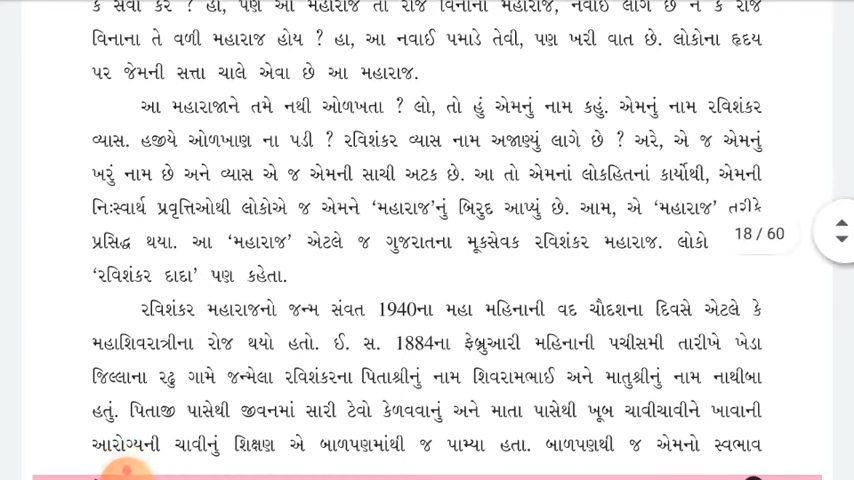 કે સેવા કરે ? હા, પણ આ મહારાજ તો રાજ વિનાના મહારાજ, નવાઈ લાગે છે ને કે રાજ
વિનાના તે વળી મહારાજ હોય ? હા, આ નવાઈ પમાડે તેવી, પણ ખરી વાત છે. લોકોના હૃદય
પર જેમની સત્તા ચાલે એવા છે આ મહારાજ.
આ મહારાજાને તમે નથી ઓળખતા ? લો, તો હું એમનું નામ કહું. એમનું નામ રવિશંકર
વ્યાસ. હજીયે ઓળખાણ ના પડી ? રવિશંકર વ્યાસ નામ અજાણ્યું લાગે છે ? અરે, એ જ એમનું
ખરું નામ છે અને વ્યાસ એ જ એમની સાચી અટક છે. આ તો એમનાં લોકહિતનાં કાર્યોથી, એમની
નિઃસ્વાર્થ પ્રવૃત્તિઓથી લોકોએ જ એમને ‘મહારાજ’નું બિરુદ આપ્યું છે. આમ, એ ‘મહારાજ’ તરીકે
પ્રસિદ્ધ થયા. આ ‘મહારાજ’ એટલે જ ગુજરાતના મૂકસેવક રવિશંકર મહારાજ. લોકો
18 / 60
‘રવિશંકર દાદા’ પણ કહેતા.
રવિશંકર મહારાજનો જન્મ સંવત 1940ના મહા મહિનાની વદ ચૌદશના દિવસે એટલે કે
મહાશિવરાત્રીના રોજ થયો હતો. ઈ. સ. 1884ના ફેબ્રુઆરી મહિનાની પચીસમી તારીખે ખેડા
જિલ્લાના રઢુ ગામે જન્મેલા રવિશંકરના પિતાશ્રીનું નામ શિવરામભાઈ અને માતુશ્રીનું નામ નાથીબા
હતું. પિતાજી પાસેથી જીવનમાં સારી ટેવો કેળવવાનું અને માતા પાસેથી ખૂબ ચાવીચાવીને ખાવાની
આરોગ્યની ચાવીનું શિક્ષણ એ બાળપણમાંથી જ પામ્યા હતા. બાળપણથી જ એમનો સ્વભાવ